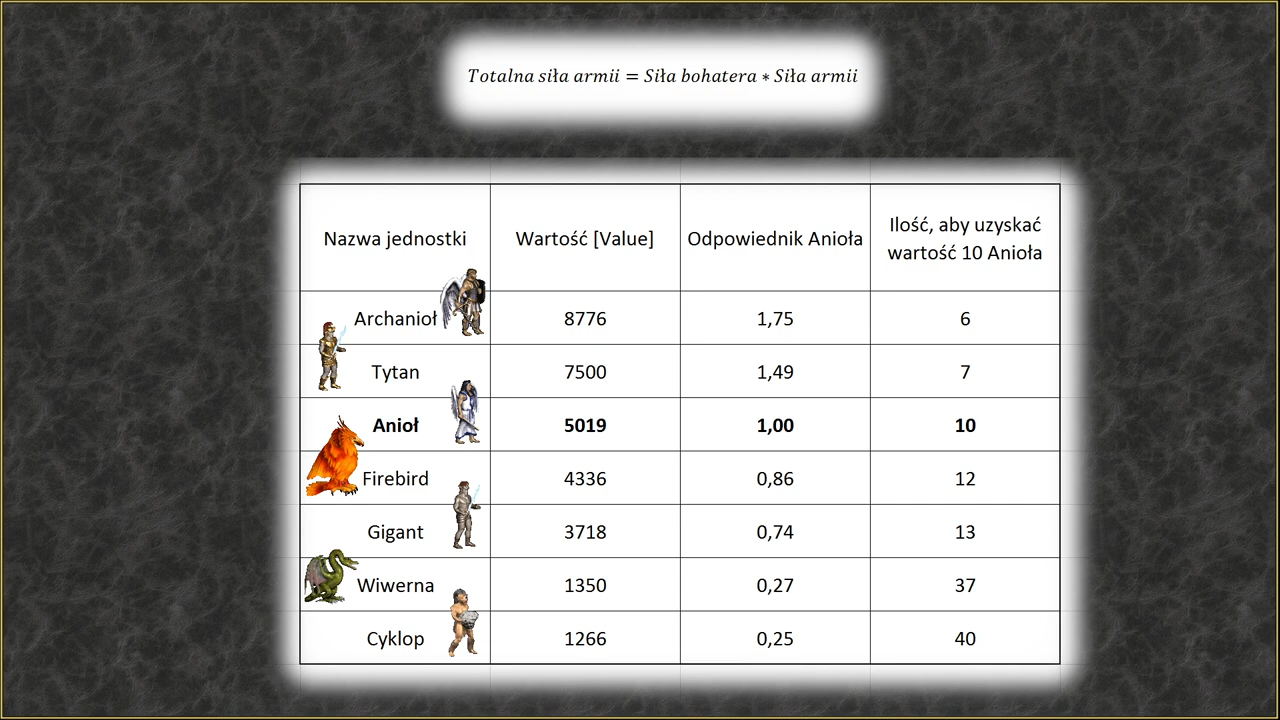 Totalna siła armii = Siła bohatera * Siła armii
Nazwa jednostki Wartość [Value] Odpowiednik Anioła Ilość, aby uzyskać
wartość 10 Anioła
Archanioł 8776 1,75 6
Tytan 7500 1,49 7
Anioł 5019 1,00 10
Firebird 4336 0,86 12
Gigant 3718 0,74 13
Wiwerna 1350 0,27 37
Cyklop 1266 0,25 40